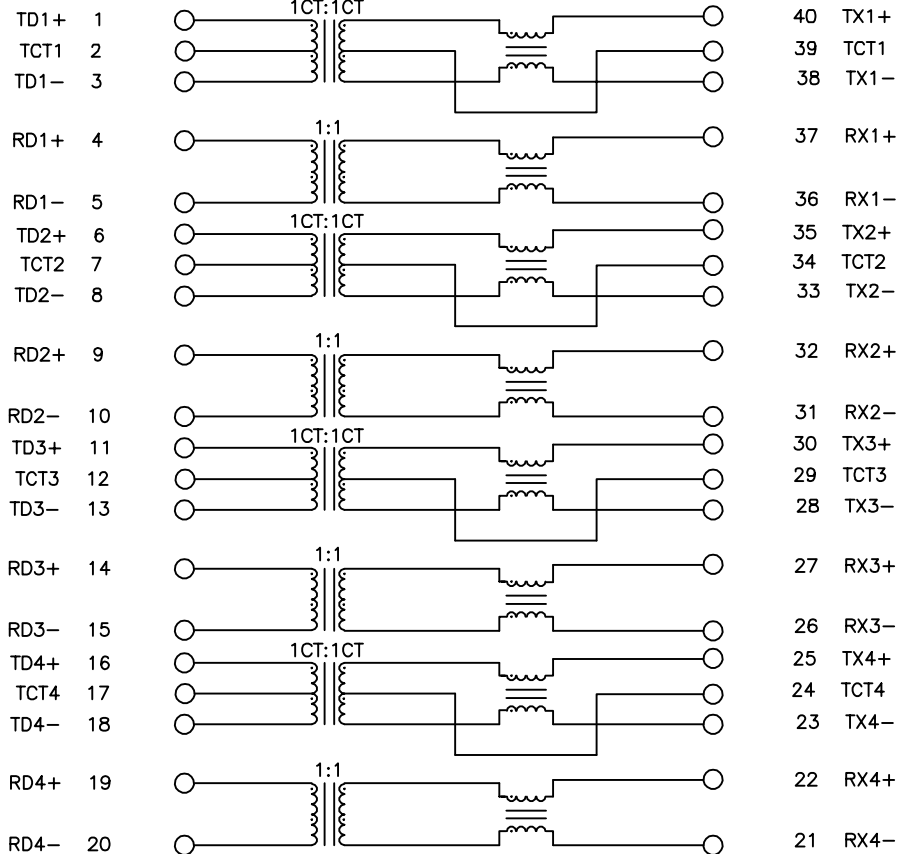 1CT:1CT
TD1+ 1 40 TX1+
TCT1 2 39 TCT1
TD1− 3 38 TX1−
1:1
RD1+ 4 37 RX1+
RD1− 5 36 RX1−
1CT:1CT
TD2+ 6 35 TX2+
TCT2 7 34 TCT2
TD2− 8 33 TX2−
1:1
RD2+ 9 32 RX2+
RD2− 10 31 RX2−
1CT:1CT
TD3+ 11 30 TX3+
TCT3 12 29 TCT3
TD3− 13 28 TX3−
1:1
RD3+ 14 27 RX3+
RD3− 15 26 RX3−
1CT:1CT
TD4+ 16 25 TX4+
TCT4 17 24 TCT4
TD4− 18 23 TX4−
1:1
RD4+ 19 22 RX4+
RD4− 20 21 RX4−